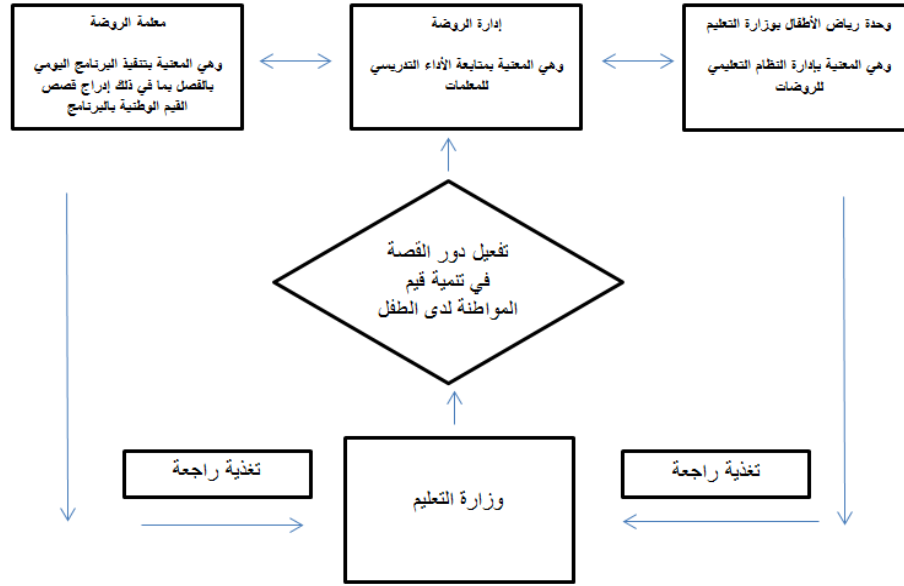 وحدة رياض الأطفال بوزارة التعليم
وهي المعنية بإدارة النظام التعليمي
للروضات
إدارة الروضة
وهي المعنية بمتابعة الأداء التدريسي
للمعلمات
معلمة الروضة
وهي المعنية بتنفيذ البرنامج اليومي
بالفصل بما في ذلك إدراج قصص
القيم الوطنية بالبرنامج
تفعيل دور القصة
في تنمية قيم
المواطنة لدى الطفل
تغذية راجعة
وزارة التعليم
تغذية راجعة